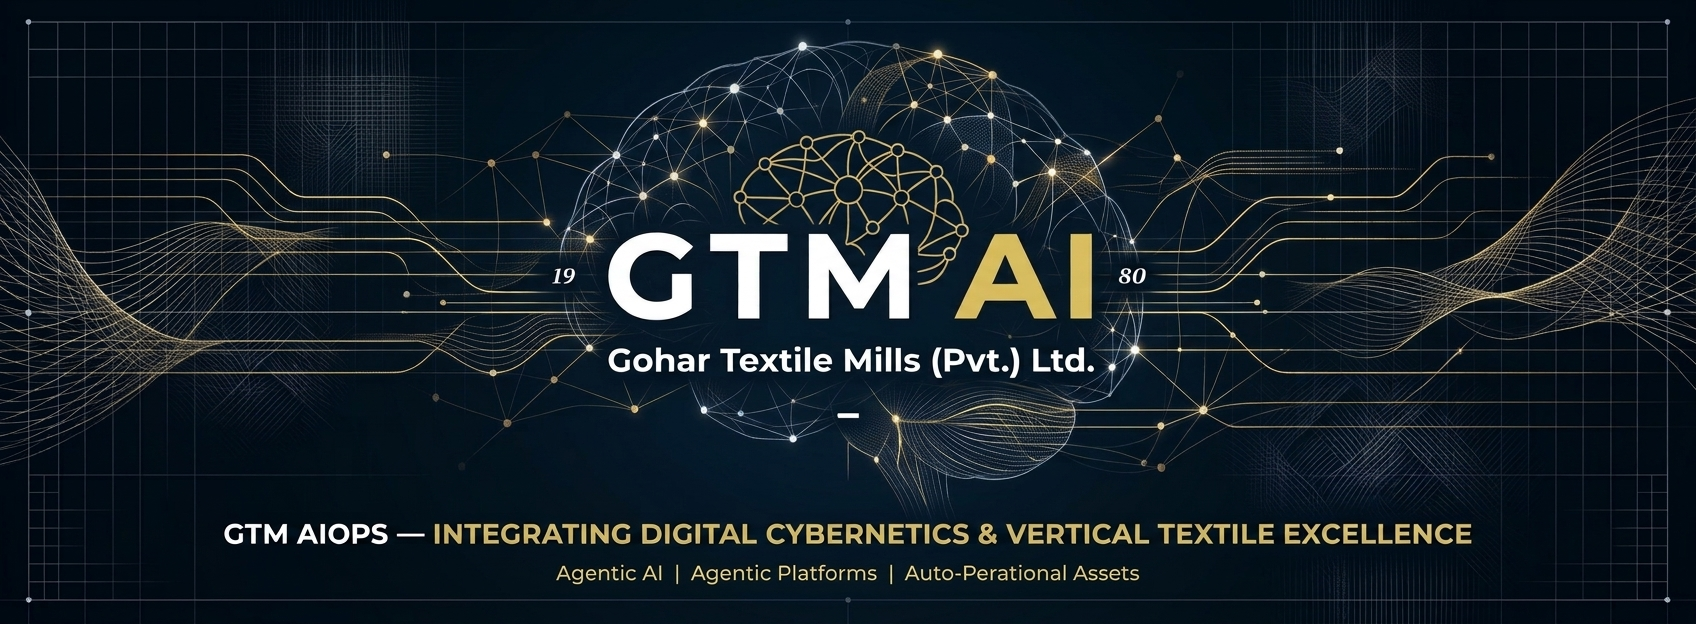 GTM AI
19 80
Gohar Textile Mills (Pvt.) Ltd.
GTM AIOPS — INTEGRATING DIGITAL CYBERNETICS & VERTICAL TEXTILE EXCELLENCE
Agentic AI | Agentic Platforms | Auto-Perational Assets